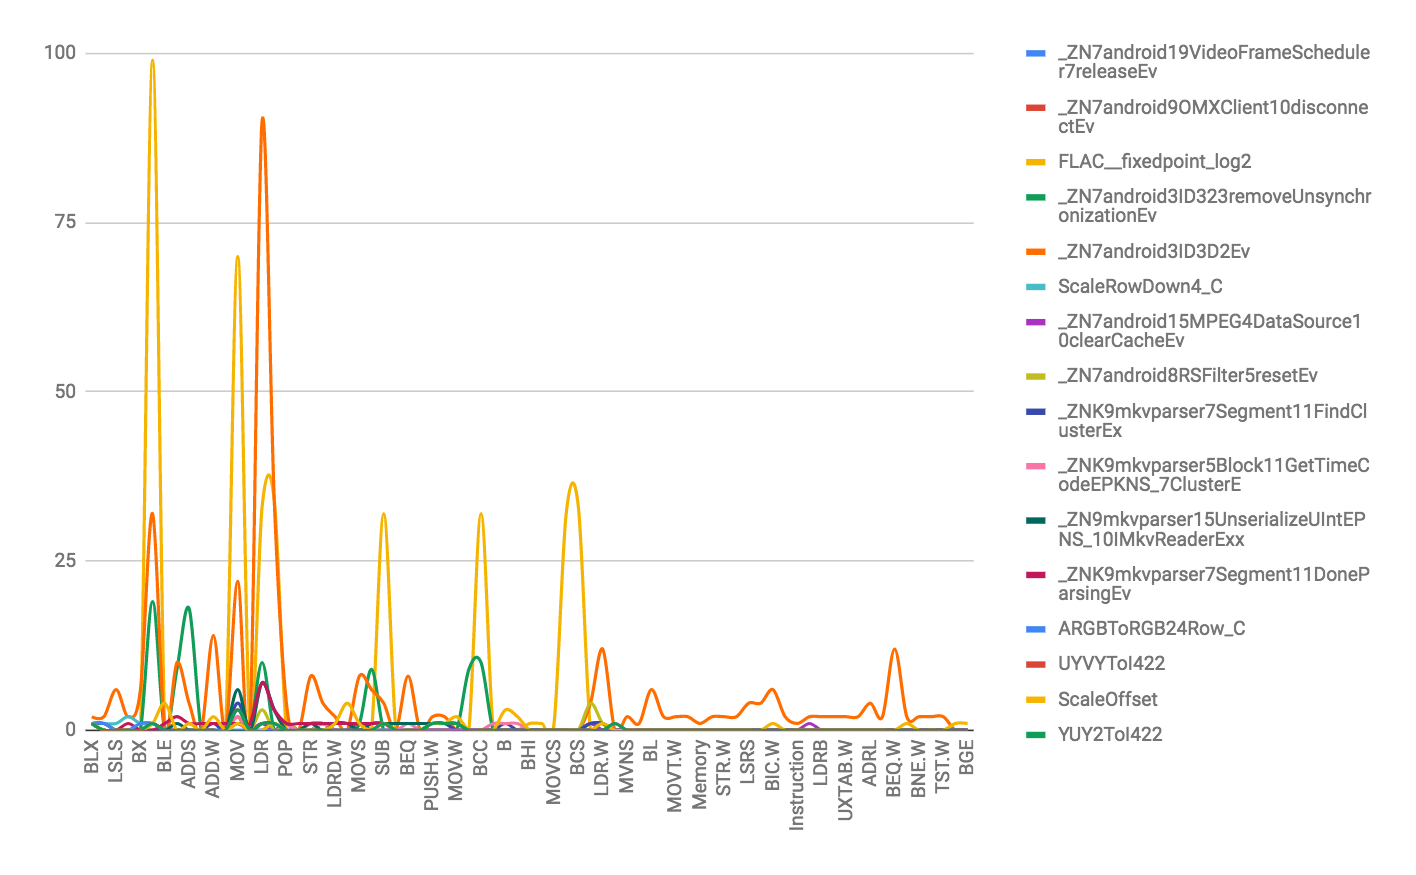 100
75
50
25
0
BLX
LSLS
BX
BLE
ADDS
ADD.W
MOV
LDR
POP
STR
LDRD.W
MOVS
SUB
BEQ
PUSH.W
MOV.W
BCC
B
BHI
MOVCS
BCS
LDR.W
MVNS
BL
MOVT.W
Memory
STR.W
LSRS
BIC.W
Instruction
LDRB
UXTAB.W
ADRL
BEQ.W
BNE.W
TST.W
BGE
_ZN7android19VideoFrameSchedule
r7releaseEv
_ZN7android9OMXClient10disconne
ctEv
FLAC__fixedpoint_log2
_ZN7android3ID323removeUnsynchr
onizationEv
_ZN7android3ID3D2Ev
ScaleRowDown4_C
_ZN7android15MPEG4DataSource1
0clearCacheEv
_ZN7android8RSFilter5resetEv
_ZNK9mkvparser7Segment11FindCl
usterEx
_ZNK9mkvparser5Block11GetTimeC
odeEPKNS_7ClusterE
_ZN9mkvparser15UnserializeUIntEP
NS_10IMkvReaderExx
_ZNK9mkvparser7Segment11DoneP
arsingEv
ARGBToRGB24Row_C
UYVYToI422
ScaleOffset
YUY2ToI422